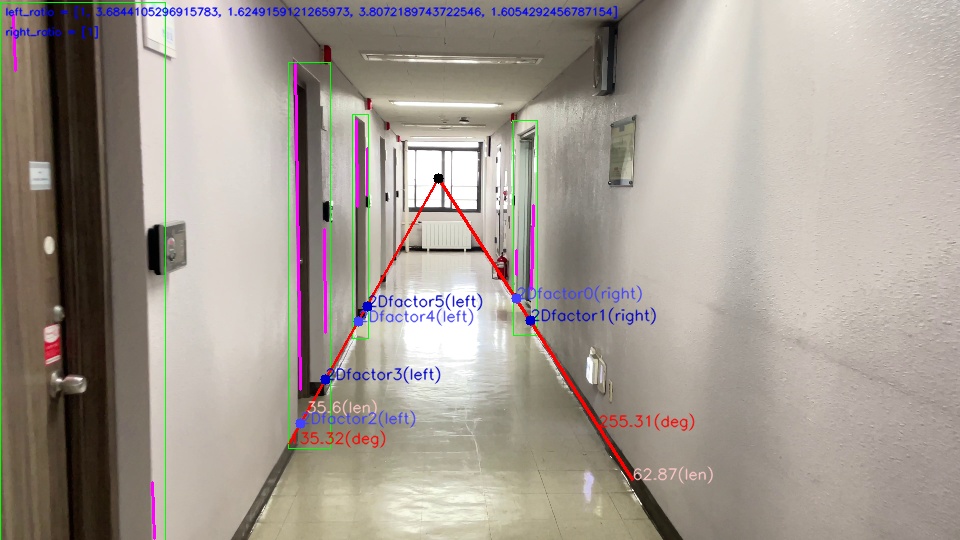 left_ratio = [1, 3.6844105296915783, 1.6249159121265973, 3.8072189743722546, 1.6054292456787154]
right_ratio = [1]
2Dfactor0(right)
2Dfactor5(left)
2Dfactor4(left)
2Dfactor1(right)
2Dfactor3(left)
35.6(len)
2Dfactor2(left)
255.31(deg)
35.32(deg)
62.87(len)